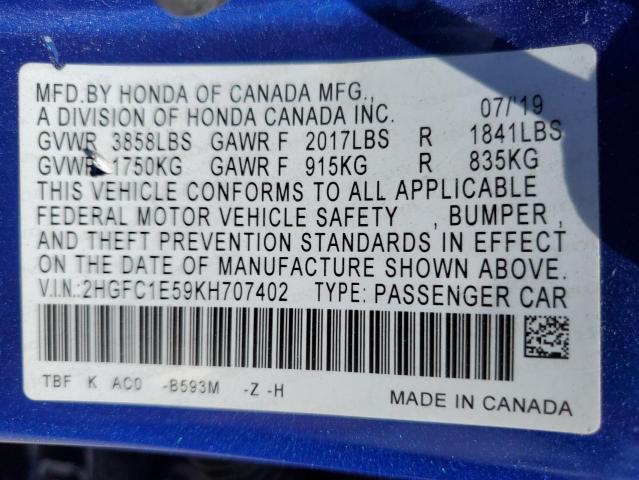 MFD.BY HONDA OF CANADA MFG.,
A DIVISION OF HONDA CANADA INC. 07/'19
GVWR 3858LBS GAWR F 2017LBS R 1841LBS
GVWR 1750KG GAWR F 915KG R 835KG
THIS VEHICLE CONFORMS TO ALL APPLICABLE
FEDERAL MOTOR VEHICLE SAFETY , BUMPER ,
AND THEFT PREVENTION STANDARDS IN EFFECT
ON THE DATE OF MANUFACTURE SHOWN ABOVE.
V.I.N.:2HGFC1E59KH707402 TYPE: PASSENGER CAR
TBF K AC0 -B593M -Z -H
MADE IN CANADA